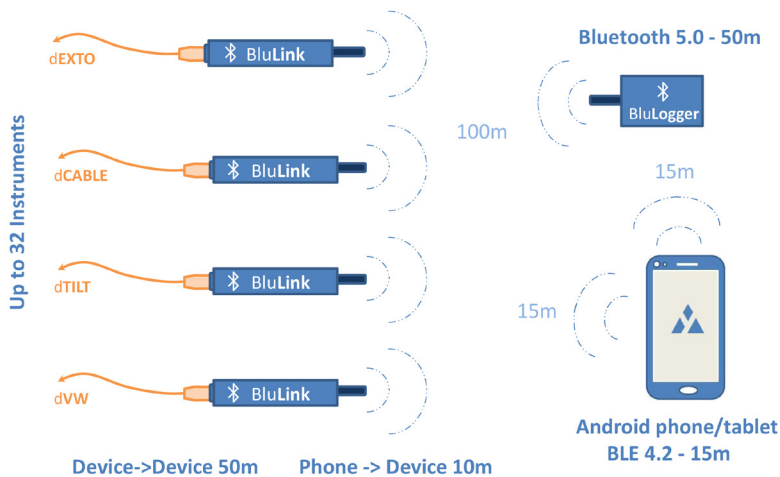 Up to 32 Instruments
dEXTO
BluLink
dCABLE
BluLink
dTILT
BluLink
dVW
BluLink
Device->Device 50m
Phone -> Device 10m
Bluetooth 5.0 - 50m
BluLogger
100m
15m
15m
Android phone/tablet
BLE 4.2 - 15m